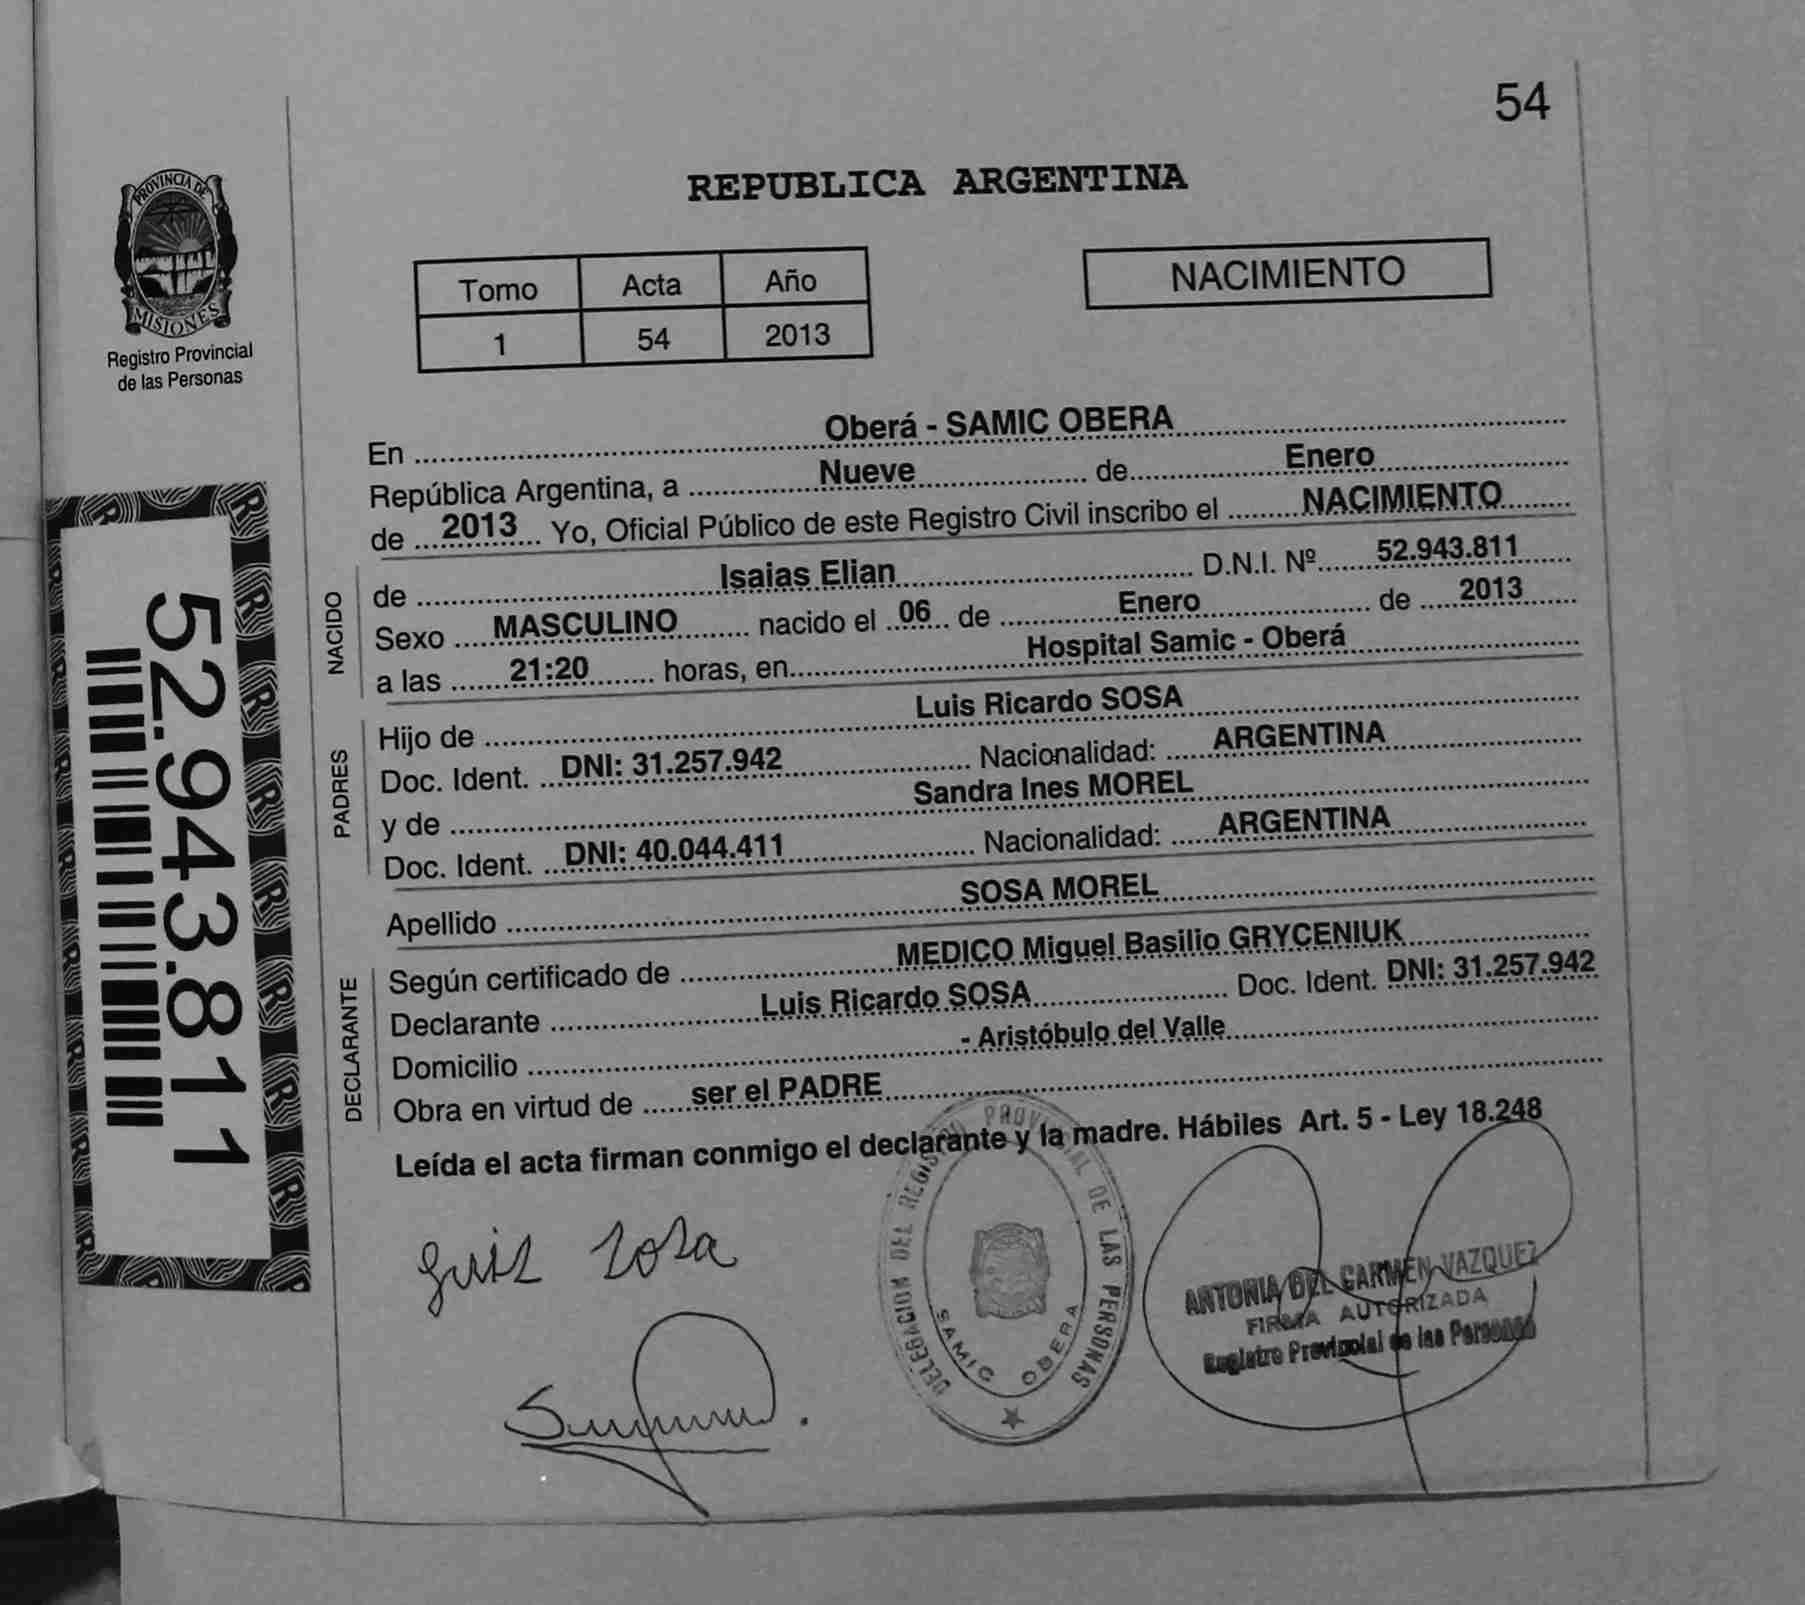 54
PROVINCIA DE
MISIONES
Registro Provincial
de las Personas
REPUBLICA ARGENTINA
Tomo Acta Año
1 54 2013
NACIMIENTO
En Oberá - SAMIC OBERA
República Argentina, a Nueve de Enero
de 2013 Yo, Oficial Público de este Registro Civil inscribo el NACIMIENTO
NACIDO
de Isaias Elian D.N.I. Nº 52.943.811
Sexo MASCULINO nacido el 06 de Enero de 2013
a las 21:20 horas, en Hospital Samic - Oberá
PADRES
Hijo de Luis Ricardo SOSA
Doc. Ident. DNI: 31.257.942 Nacionalidad: ARGENTINA
y de Sandra Ines MOREL
Doc. Ident. DNI: 40.044.411 Nacionalidad: ARGENTINA
Apellido SOSA MOREL
DECLARANTE
Según certificado de MEDICO Miguel Basilio GRYCENIUK
Declarante Luis Ricardo SOSA Doc. Ident. DNI: 31.257.942
Domicilio - Aristóbulo del Valle
Obra en virtud de ser el PADRE
Leída el acta firman conmigo el declarante y la madre. Hábiles Art. 5 - Ley 18.248
52.943.811
Luis Sosa
DELEGACION DEL REGISTRO PROVINCIAL DE LAS PERSONAS
SAMIC OBERA
ANTONIA DEL CARMEN VAZQUEZ
FIRMA AUTORIZADA
Registro Provincial de las Personas